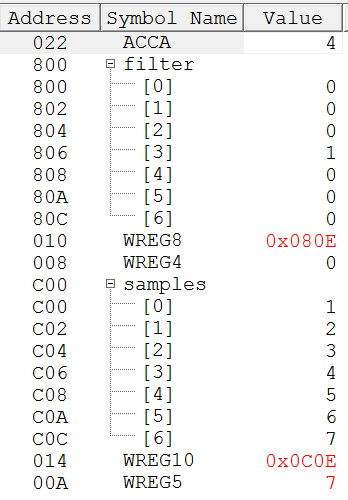 Address Symbol Name Value
022 ACCA 4
800 filter
800 [0] 0
802 [1] 0
804 [2] 0
806 [3] 1
808 [4] 0
80A [5] 0
80C [6] 0
010 WREG8 0x080E
008 WREG4 0
C00 samples
C00 [0] 1
C02 [1] 2
C04 [2] 3
C06 [3] 4
C08 [4] 5
C0A [5] 6
C0C [6] 7
014 WREG10 0x0C0E
00A WREG5 7